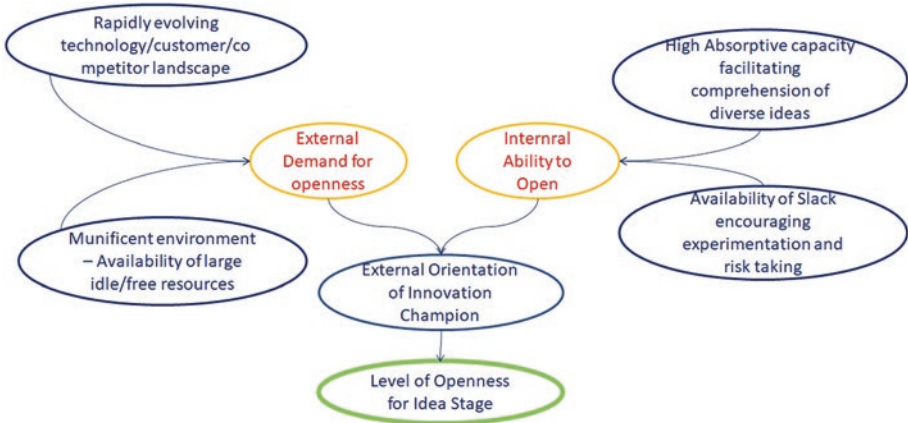 Rapidly evolving
technology/customer/co
mpetitor landscape
High Absorptive capacity
facilitating
comprehension of
diverse ideas
External
Demand for
openness
Internral
Ability to
Open
Munificent environment
– Availability of large
idle/free resources
Availability of Slack
encouraging
experimentation and
risk taking
External Orientation
of Innovation
Champion
Level of Openness
for Idea Stage